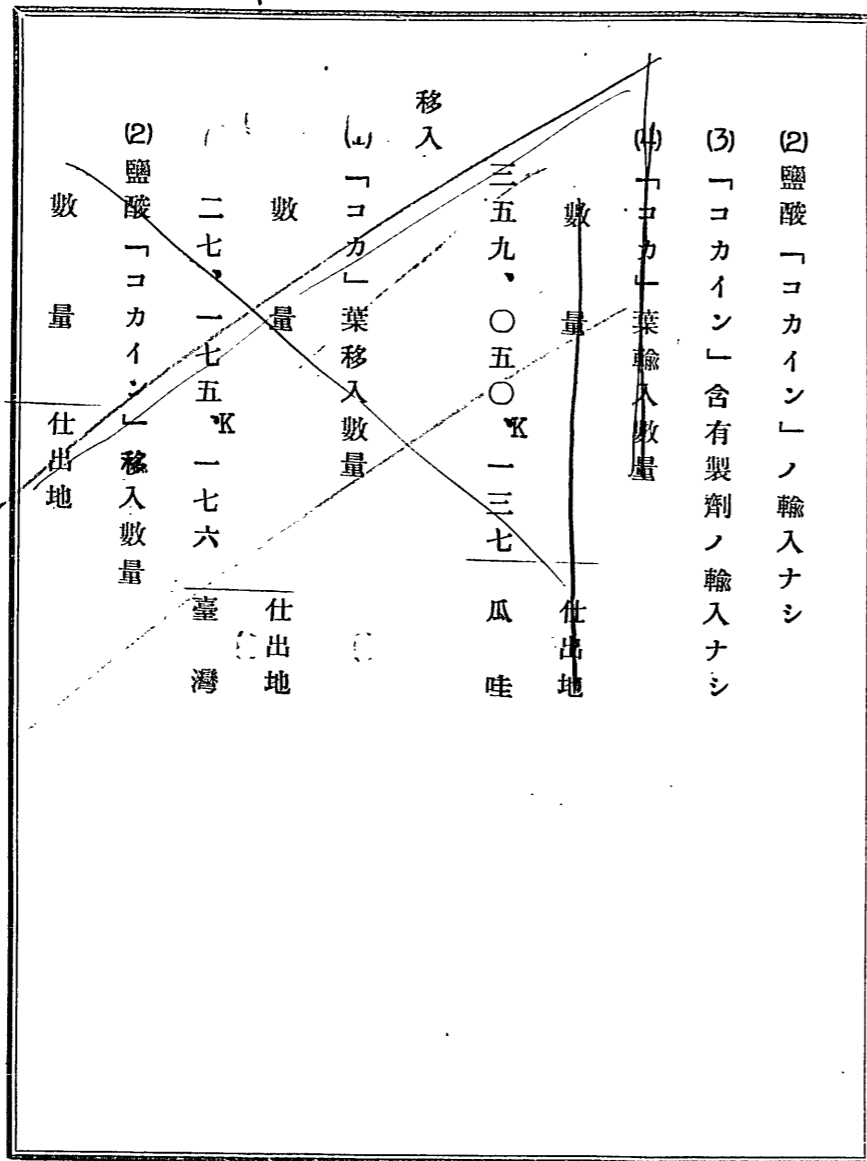 (2)鹽酸「コカイン」ノ輸入ナシ
(3)「コカイン」含有製劑ノ輸入ナシ
(4)「コカ」葉輸入數量
數量 仕出地
三五九、〇五〇、K一三七 瓜哇
移入
(1)「コカ」葉移入數量
數量 仕出地
二七、一七五、K一七六 臺灣
(2)鹽酸「コカイン」移入數量
數量 仕出地